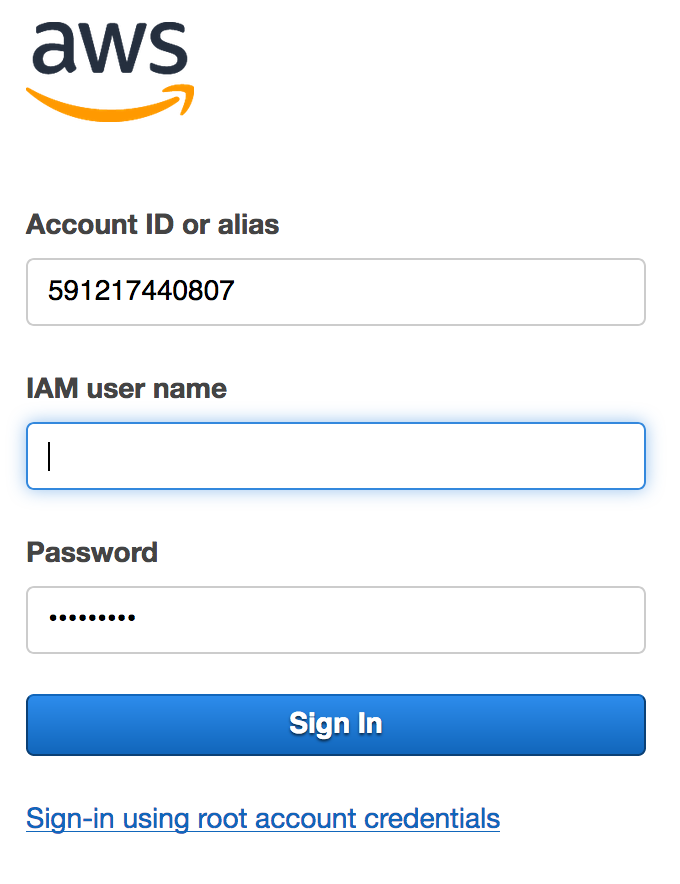 aws
Account ID or alias
591217440807
IAM user name
Password
•••••••••
Sign In
Sign-in using root account credentials